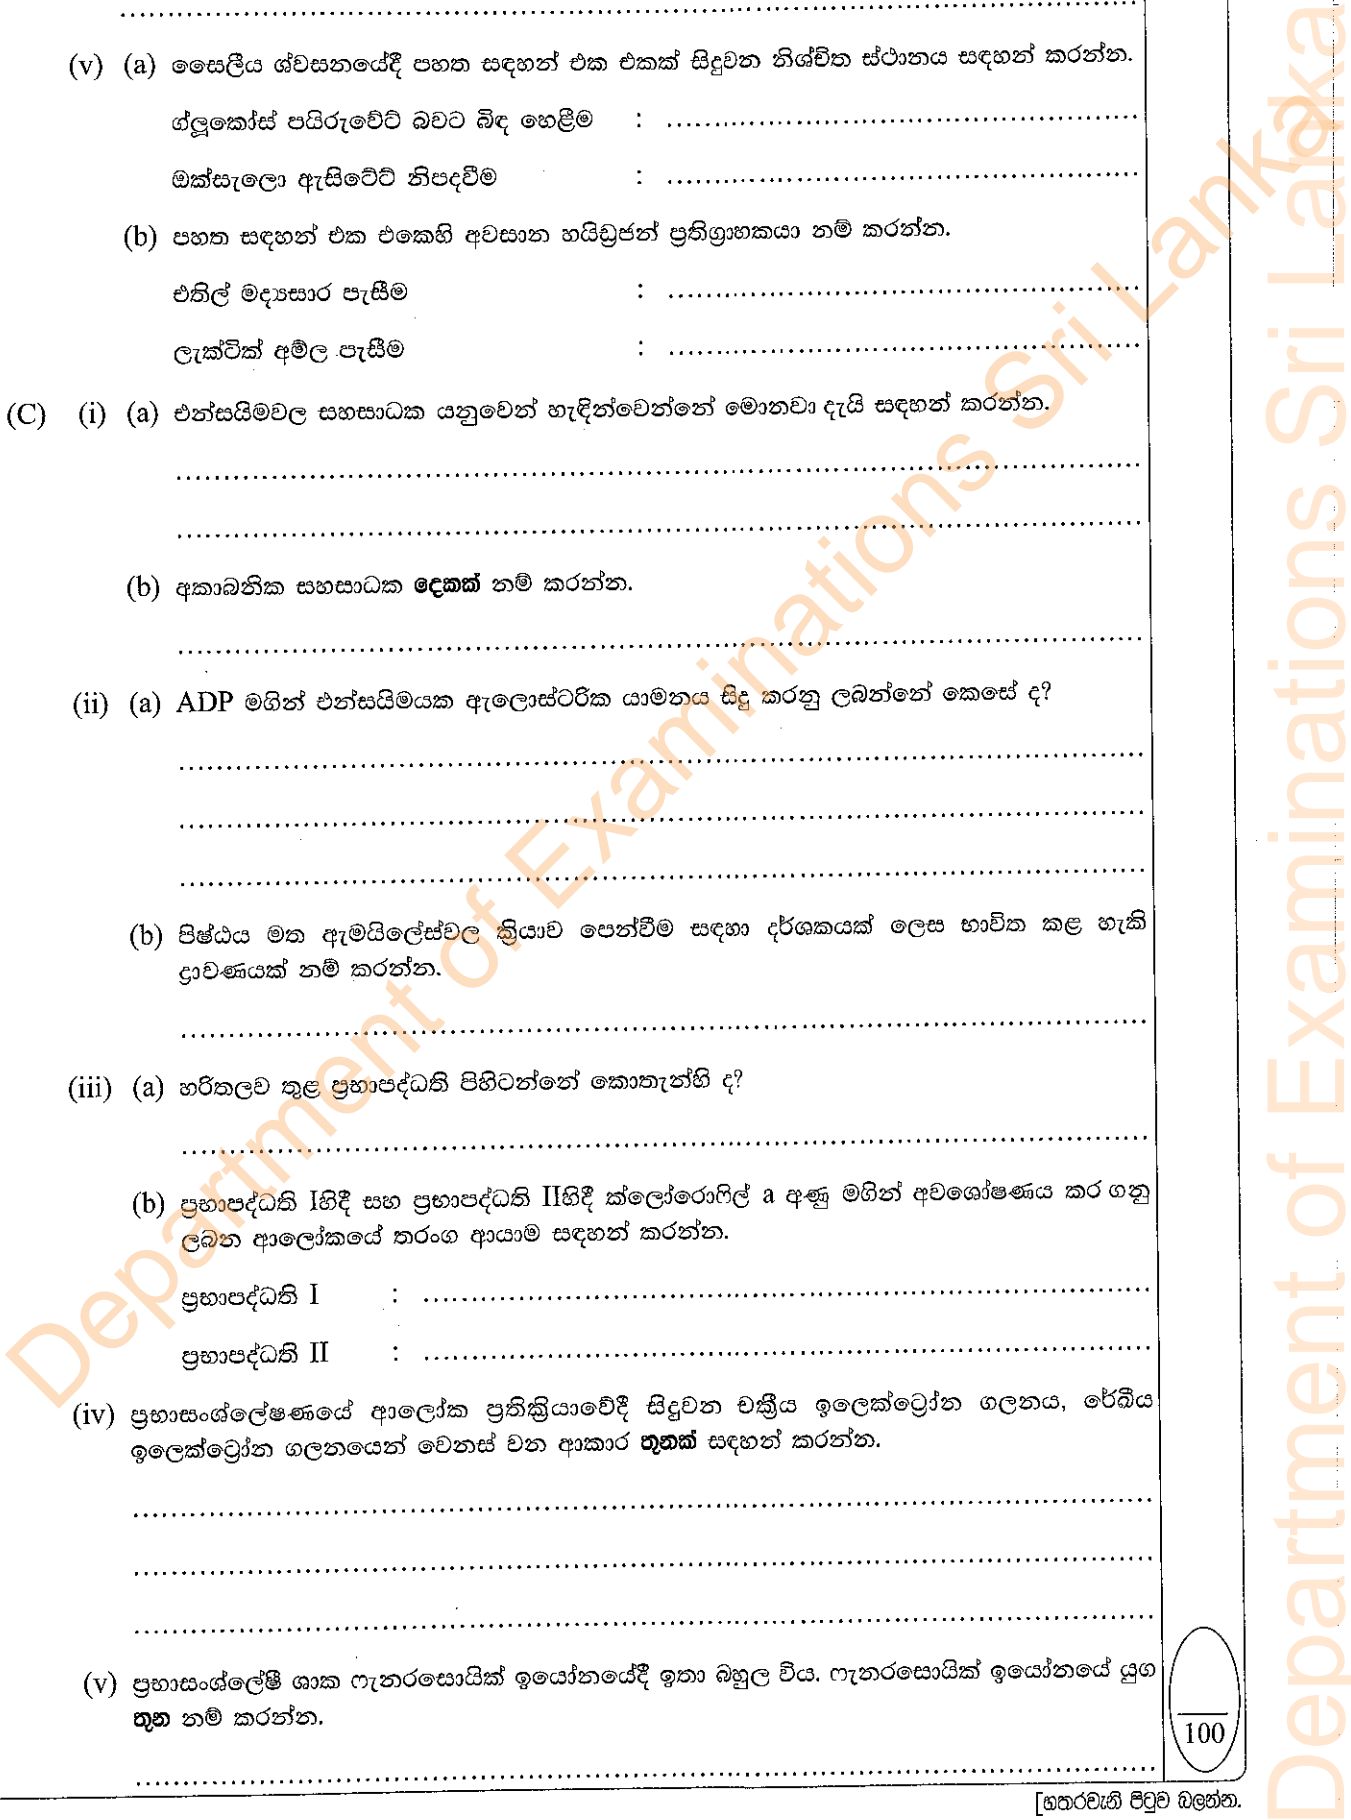 (v) (a) සෛලීය ශ්වසනයේදී පහත සඳහන් එක එකක් සිදුවන නිශ්චිත ස්ථානය සඳහන් කරන්න.
ග්ලූකෝස් පයිරුවේට් බවට බිඳ හෙළීම : ..............................
ඔක්සැලො ඇසිටේට් නිපදවීම : ..............................
(b) පහත සඳහන් එක එකෙහි අවසාන හයිඩ්‍රජන් ප්‍රතිග්‍රාහකයා නම් කරන්න.
එතිල් මද්‍යසාර පැසීම : ..............................
ලැක්ටික් අම්ල පැසීම : ..............................
(C) (i) (a) එන්සයිමවල සහසාධක යනුවෙන් හැඳින්වෙන්නේ මොනවා දැයි සඳහන් කරන්න.
(b) අකාබනික සහසාධක දෙකක් නම් කරන්න.
(ii) (a) ADP මගින් එන්සයිමයක ඇලොස්ටරික යාමනය සිදු කරනු ලබන්නේ කෙසේ ද?
(b) පිෂ්ඨය මත ඇමයිලේස්වල ක්‍රියාව පෙන්වීම සඳහා දර්ශකයක් ලෙස භාවිත කළ හැකි
ද්‍රාවණයක් නම් කරන්න.
(iii) (a) හරිතලව තුළ ප්‍රභාපද්ධති පිහිටන්නේ කොතැන්හි ද?
(b) ප්‍රභාපද්ධති Iහිදී සහ ප්‍රභාපද්ධති IIහිදී ක්ලෝරොෆිල් a අණු මගින් අවශෝෂණය කර ගනු
ලබන ආලෝකයේ තරංග ආයාම සඳහන් කරන්න.
ප්‍රභාපද්ධති I : ..............................
ප්‍රභාපද්ධති II : ..............................
(iv) ප්‍රභාසංශ්ලේෂණයේ ආලෝක ප්‍රතික්‍රියාවේදී සිදුවන චක්‍රීය ඉලෙක්ට්‍රෝන ගලනය, රේඛීය
ඉලෙක්ට්‍රෝන ගලනයෙන් වෙනස් වන ආකාර තුනක් සඳහන් කරන්න.
(v) ප්‍රභාසංශ්ලේෂී ශාක ෆැනරසොයික් ඉයෝනයේදී ඉතා බහුල විය. ෆැනරසොයික් ඉයෝනයේ යුග
තුන නම් කරන්න.
100
[හතරවැනි පිටුව බලන්න.
Department of Examinations Sri Lanka
Department of Examinations Sri Lanka